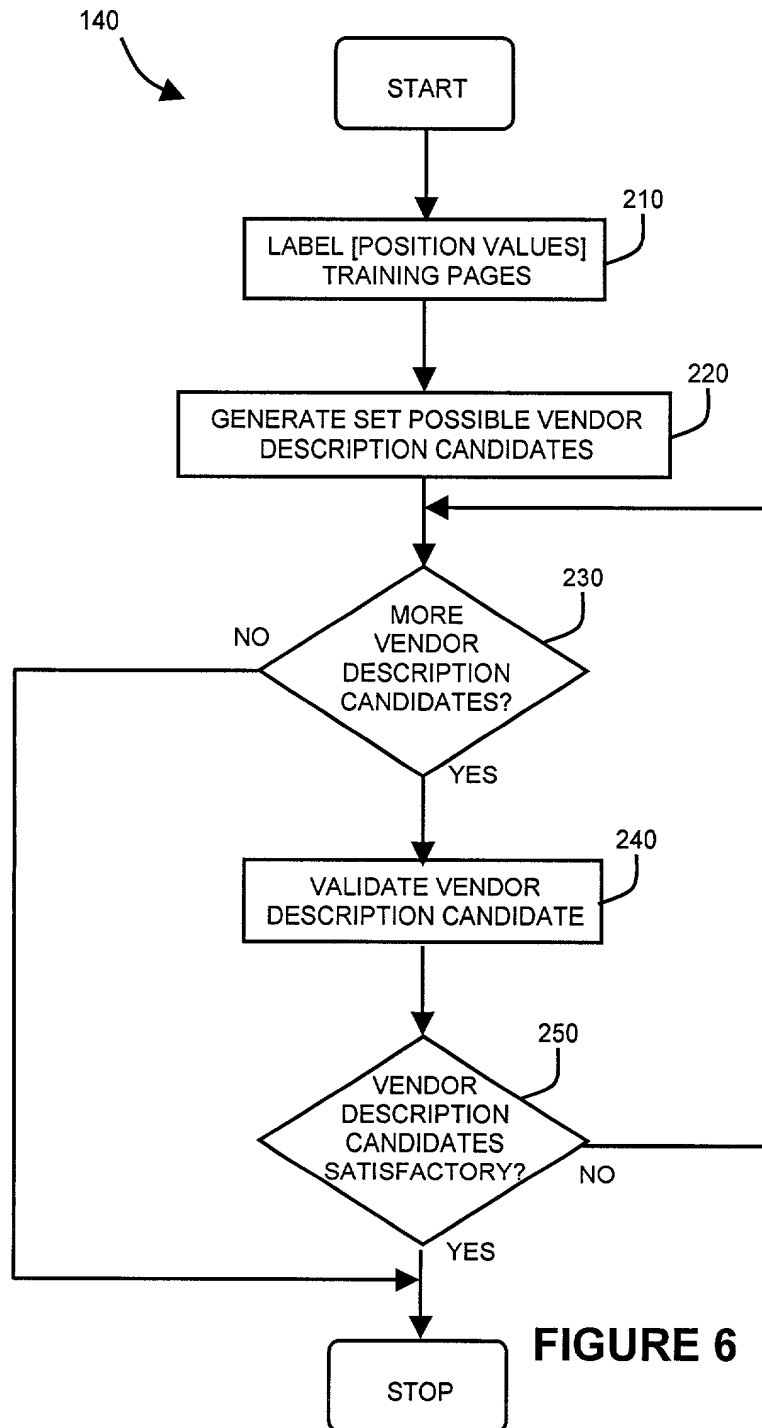 140
START
210
LABEL [POSITION VALUES]
TRAINING PAGES
220
GENERATE SET POSSIBLE VENDOR
DESCRIPTION CANDIDATES
230
MORE
VENDOR
DESCRIPTION
CANDIDATES?
NO
YES
240
VALIDATE VENDOR
DESCRIPTION CANDIDATE
250
VENDOR
DESCRIPTION
CANDIDATES
SATISFACTORY?
NO
YES
FIGURE 6
STOP